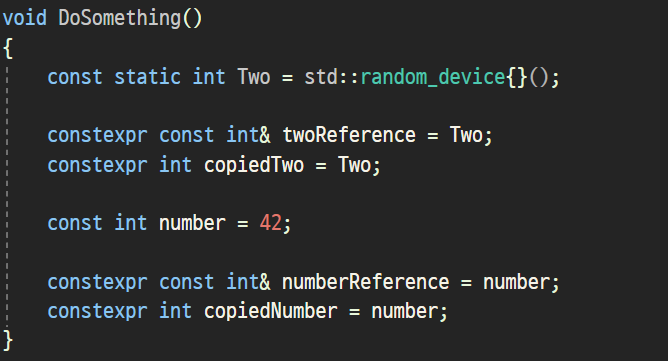 void DoSomething()
{
const static int Two = std::random_device{}();
constexpr const int& twoReference = Two;
constexpr int copiedTwo = Two;
const int number = 42;
constexpr const int& numberReference = number;
constexpr int copiedNumber = number;
}